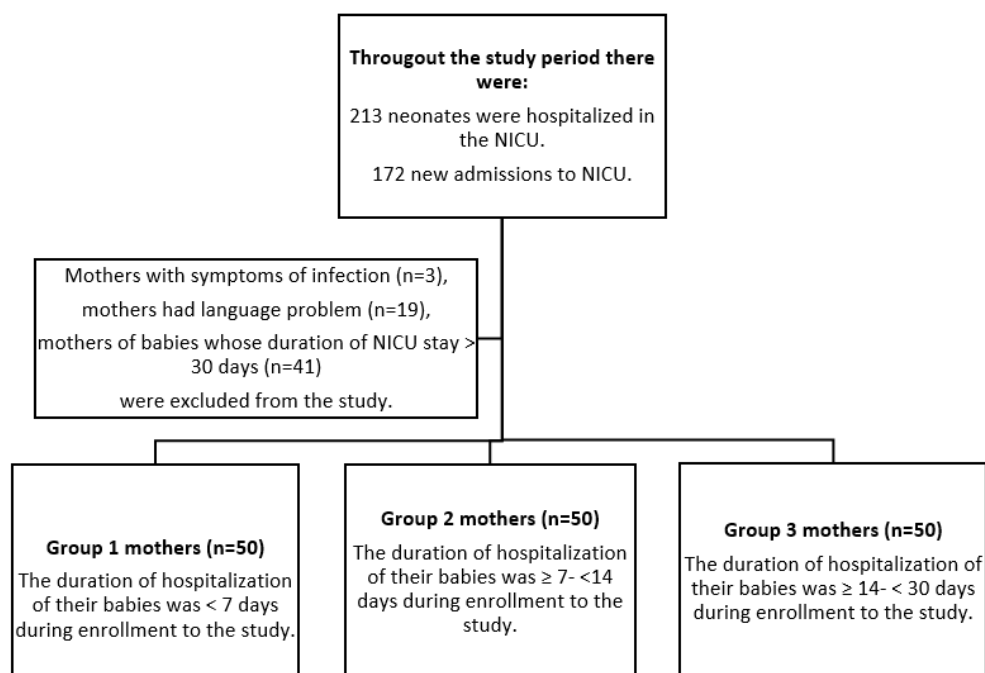 Througout the study period there
were:
213 neonates were hospitalized in
the NICU.
172 new admissions to NICU.
Mothers with symptoms of infection (n=3),
mothers had language problem (n=19),
mothers of babies whose duration of NICU stay >
30 days (n=41)
were excluded from the study.
Group 1 mothers (n=50)
The duration of hospitalization
of their babies was < 7 days
during enrollment to the study.
Group 2 mothers (n=50)
The duration of hospitalization
of their babies was ≥ 7- <14
days during enrollment to the
study.
Group 3 mothers (n=50)
The duration of hospitalization of
their babies was ≥ 14- < 30 days
during enrollment to the study.